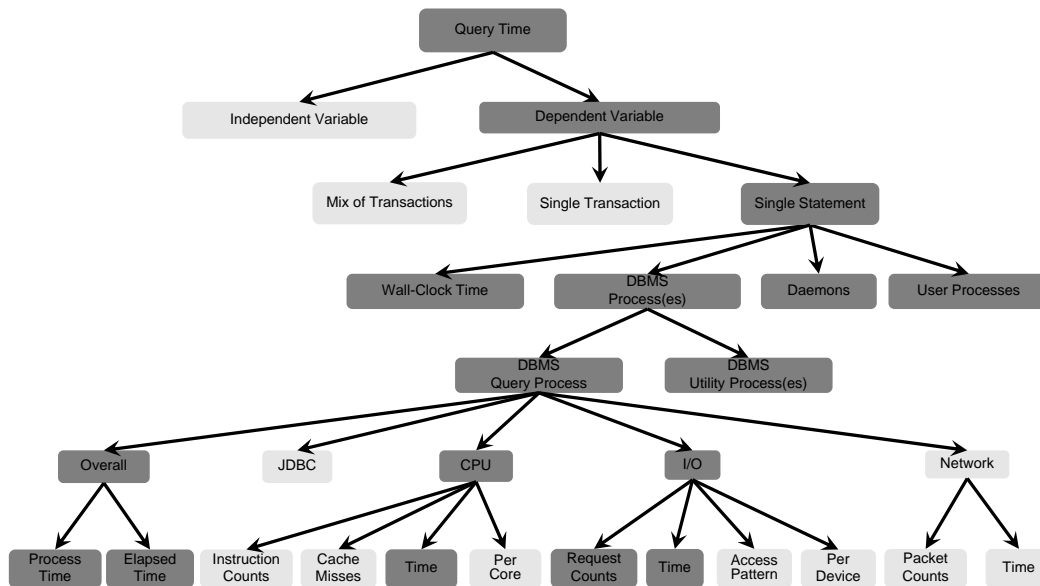 Query Time
Independent Variable
Dependent Variable
Mix of Transactions
Single Transaction
Single Statement
Wall-Clock Time
DBMS
Process(es)
Daemons
User Processes
DBMS
Query Process
DBMS
Utility Process(es)
Overall
JDBC
CPU
I/O
Network
Process
Time
Elapsed
Time
Instruction
Counts
Cache
Misses
Time
Per
Core
Request
Counts
Time
Access
Pattern
Per
Device
Packet
Counts
Time